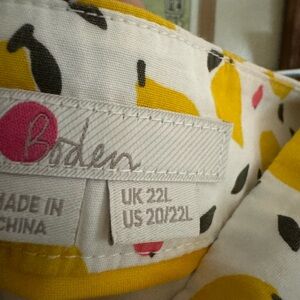 Boden
MADE IN
CHINA
UK 22L
US 20/22L